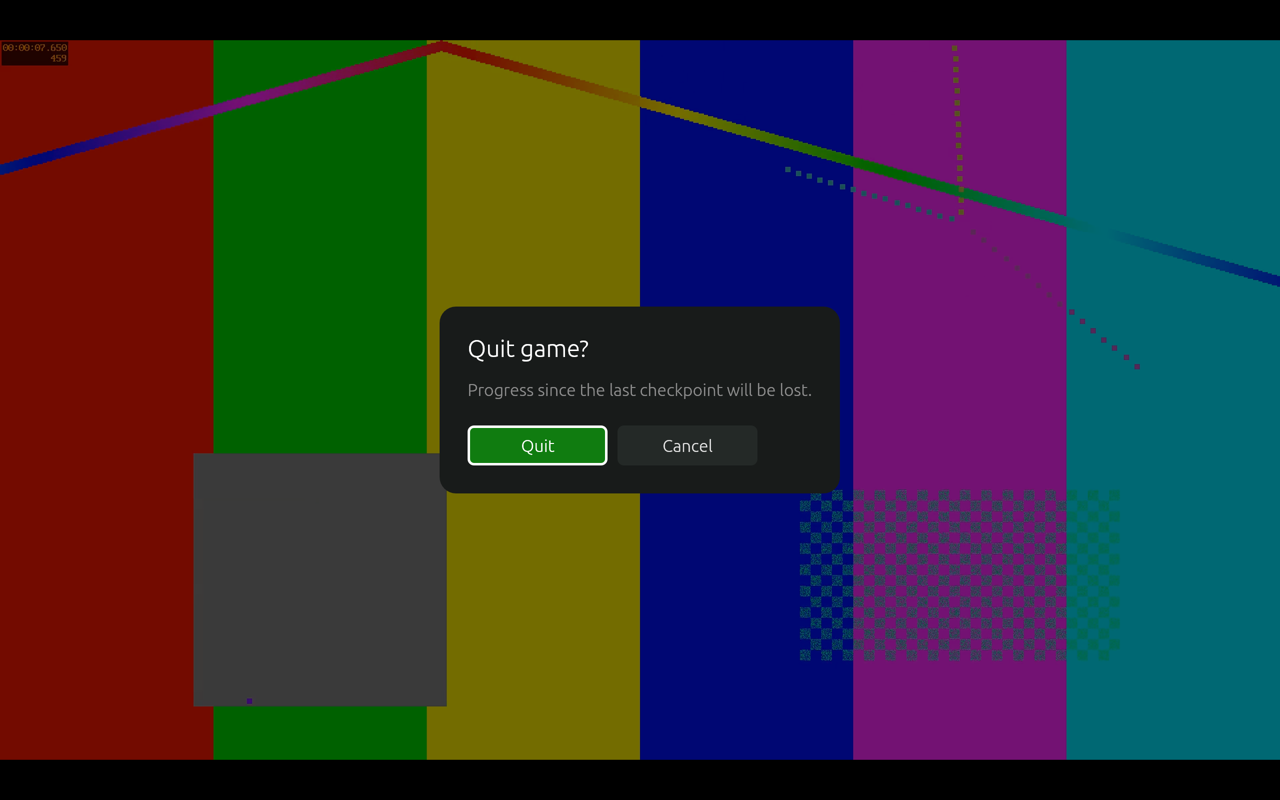 00:00:07.650
459
Quit game?
Progress since the last checkpoint will be lost.
Quit
Cancel